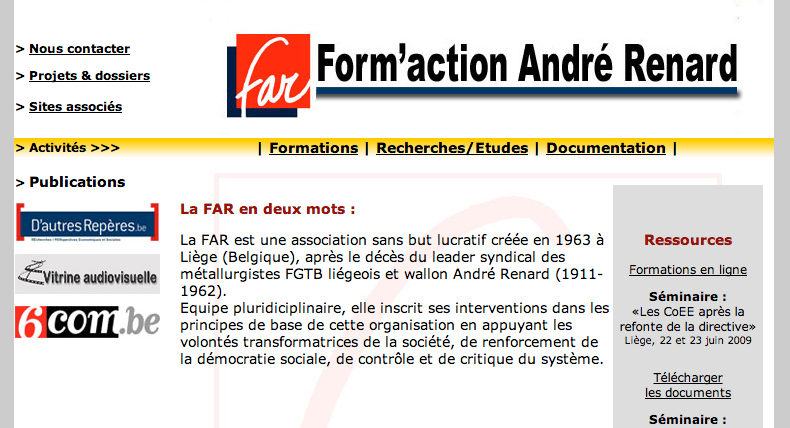 > Nous contacter
> Projets & dossiers
> Sites associés
far
Form'action André Renard
> Activités >>>
| Formations | Recherches/Etudes | Documentation |
> Publications
D'autresRepères.be
Vitrine audiovisuelle
6com.be
La FAR en deux mots :
La FAR est une association sans but lucratif créée en 1963 à
Liège (Belgique), après le décès du leader syndical des
métallurgistes FGTB liégeois et wallon André Renard (1911-
1962).
Equipe pluridiciplinaire, elle inscrit ses interventions dans les
principes de base de cette organisation en appuyant les
volontés transformatrices de la société, de renforcement de
la démocratie sociale, de contrôle et de critique du système.
Ressources
Formations en ligne
Séminaire :
«Les CoEE après la
refonte de la directive»
Liège, 22 et 23 juin 2009
Télécharger
les documents
Séminaire :